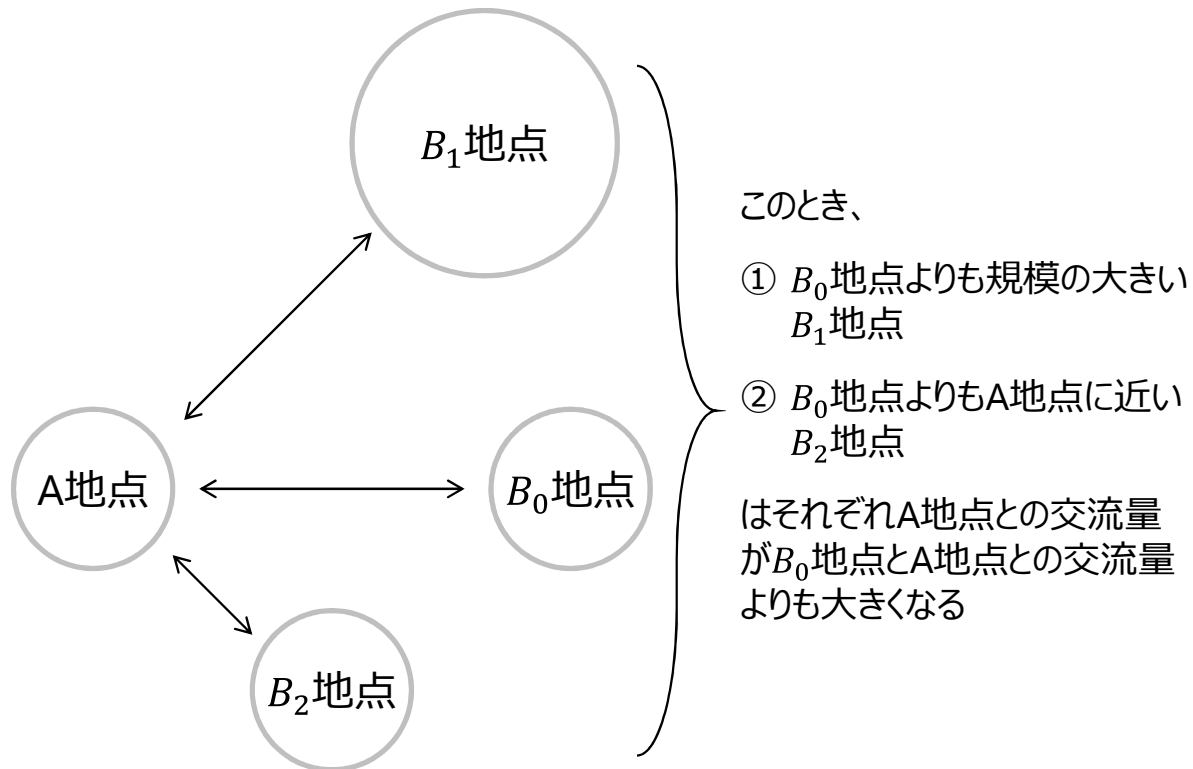 B₁地点
A地点
B₀地点
B₂地点
このとき、
① B₀地点よりも規模の大きい
B₁地点
② B₀地点よりもA地点に近い
B₂地点
はそれぞれA地点との交流量
がB₀地点とA地点との交流量
よりも大きくなる